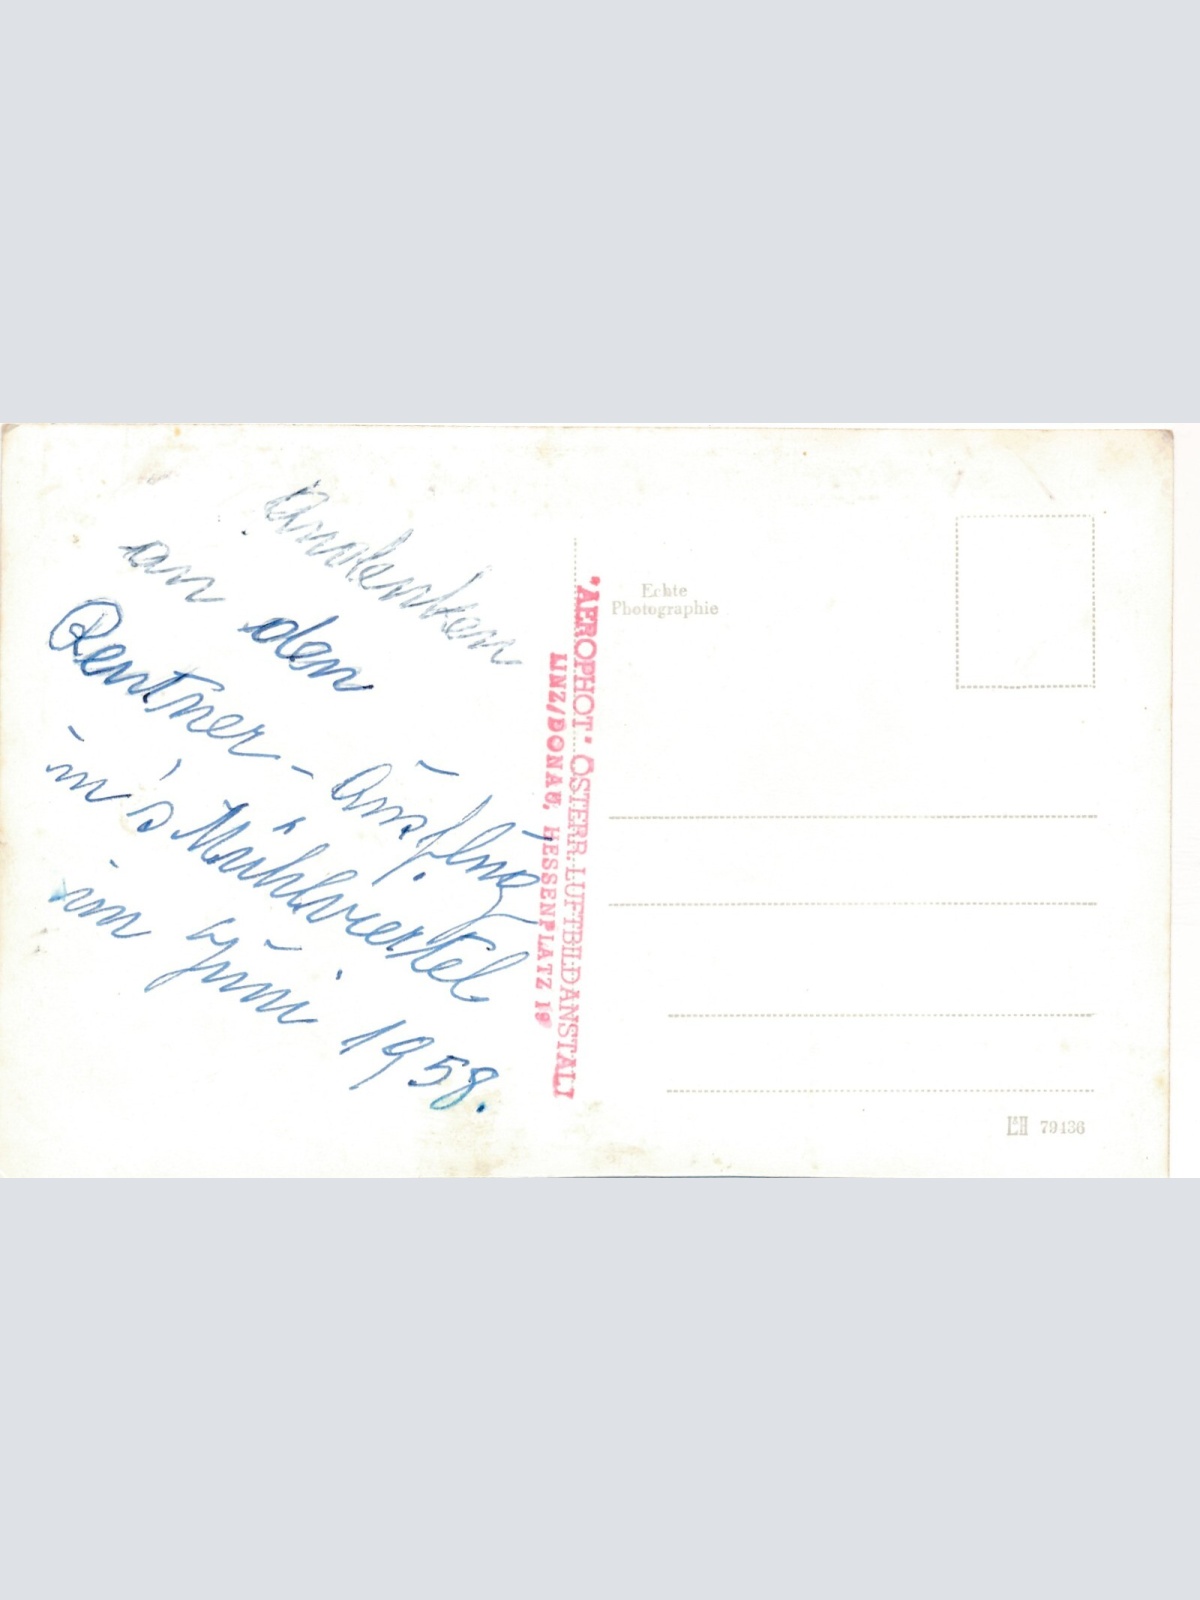 Andenken
an den
Rentner - Ausflug
in's Mühlviertel
im Juni 1958.
"AEROPHOT" ÖSTERR. LUFTBILDANSTALT
LINZ/DONAU, HESSENPLATZ 19
Echte
Photographie
79136